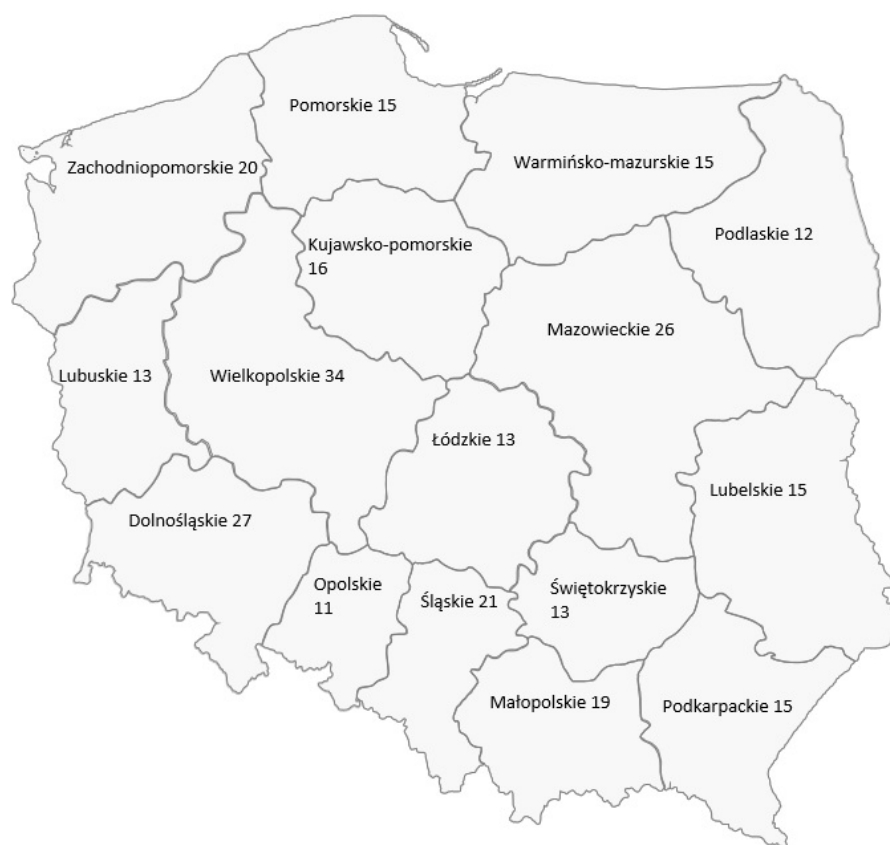 Pomorskie 15
Zachodniopomorskie 20
Warmińsko-mazurskie 15
Podlaskie 12
Kujawsko-pomorskie
16
Mazowieckie 26
Lubuskie 13
Wielkopolskie 34
Łódzkie 13
Lubelskie 15
Dolnośląskie 27
Opolskie
11
Śląskie 21
Świętokrzyskie
13
Małopolskie 19
Podkarpackie 15